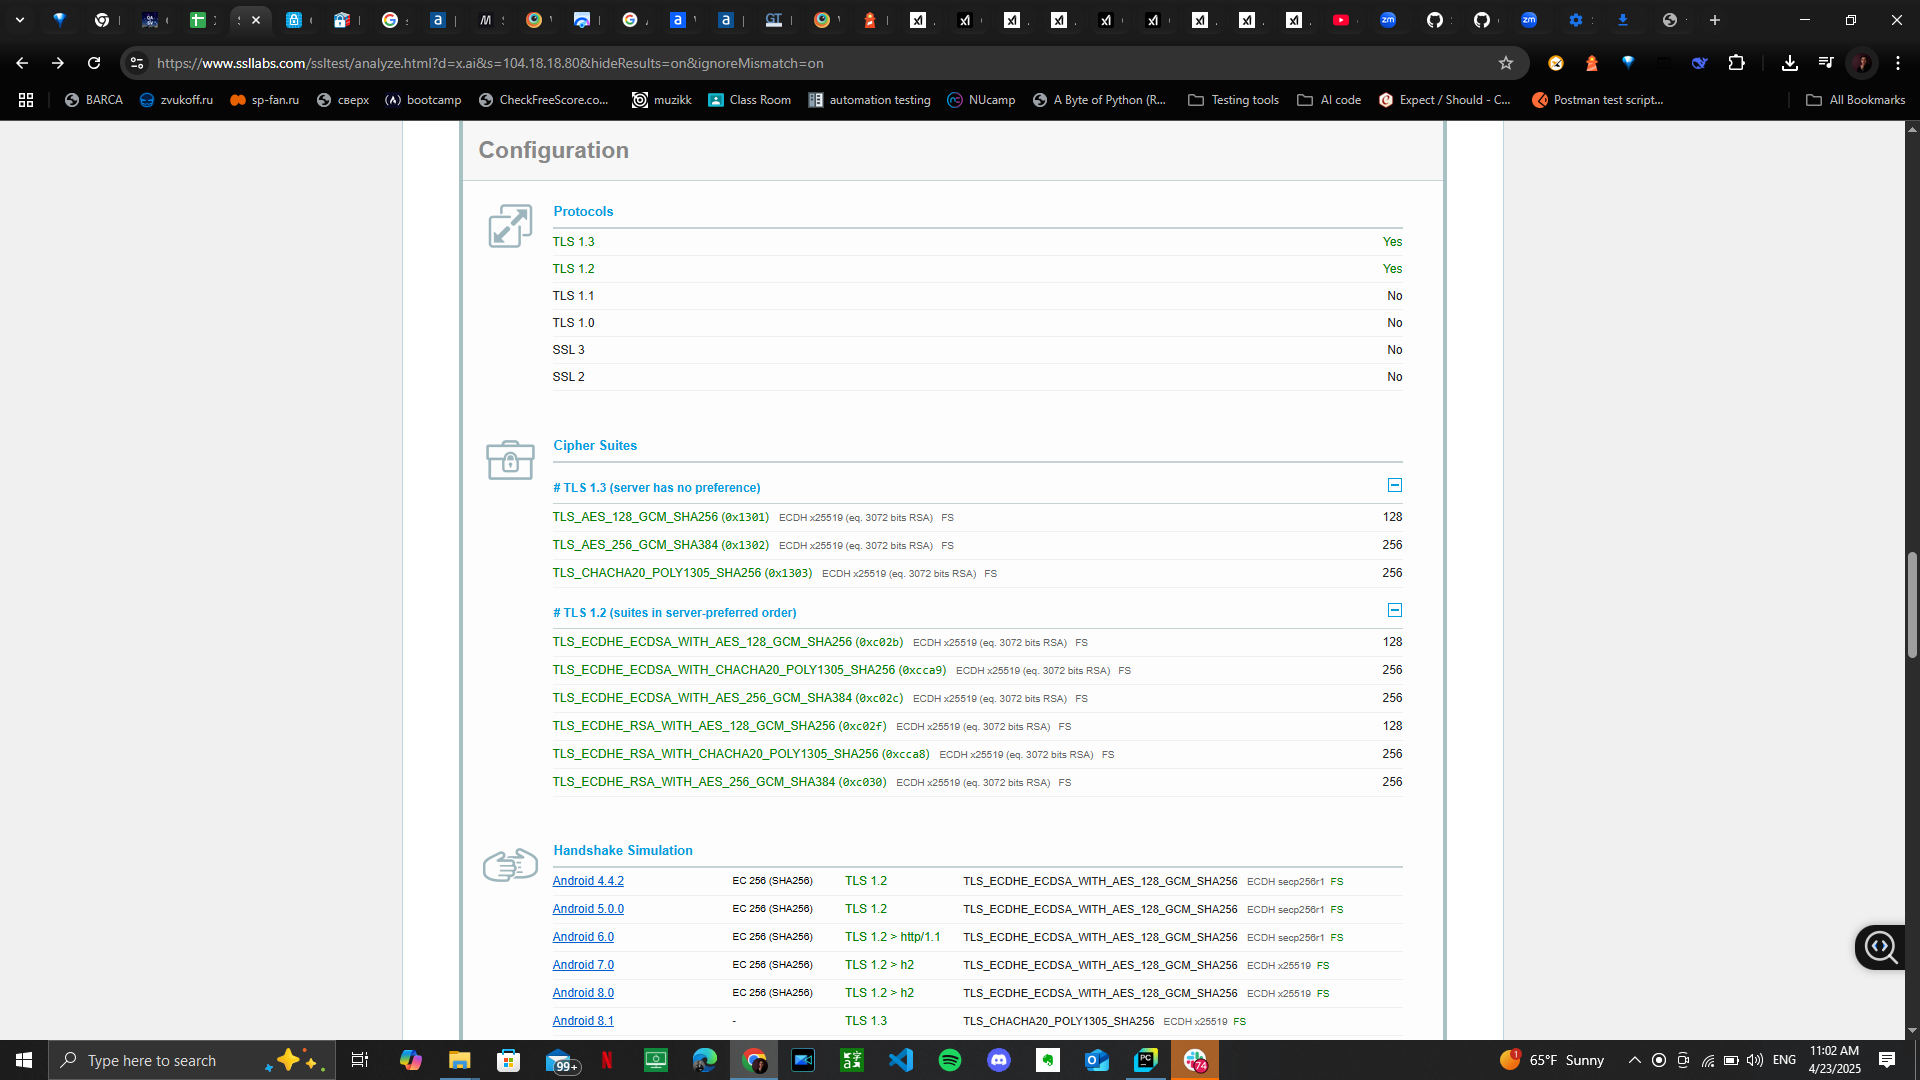 https://www.ssllabs.com/ssltest/analyze.html?d=x.ai&s=104.18.18.80&hideResults=on&ignoreMismatch=on
BARCA zvukoff.ru sp-fan.ru сверх bootcamp CheckFreeScore.co... muzikk Class Room automation testing NUcamp A Byte of Python (R... Testing tools AI code Expect / Should - C... Postman test script... All Bookmarks
Configuration
Protocols
TLS 1.3 Yes
TLS 1.2 Yes
TLS 1.1 No
TLS 1.0 No
SSL 3 No
SSL 2 No
Cipher Suites
# TLS 1.3 (server has no preference)
TLS_AES_128_GCM_SHA256 (0x1301) ECDH x25519 (eq. 3072 bits RSA) FS 128
TLS_AES_256_GCM_SHA384 (0x1302) ECDH x25519 (eq. 3072 bits RSA) FS 256
TLS_CHACHA20_POLY1305_SHA256 (0x1303) ECDH x25519 (eq. 3072 bits RSA) FS 256
# TLS 1.2 (suites in server-preferred order)
TLS_ECDHE_ECDSA_WITH_AES_128_GCM_SHA256 (0xc02b) ECDH x25519 (eq. 3072 bits RSA) FS 128
TLS_ECDHE_ECDSA_WITH_CHACHA20_POLY1305_SHA256 (0xcca9) ECDH x25519 (eq. 3072 bits RSA) FS 256
TLS_ECDHE_ECDSA_WITH_AES_256_GCM_SHA384 (0xc02c) ECDH x25519 (eq. 3072 bits RSA) FS 256
TLS_ECDHE_RSA_WITH_AES_128_GCM_SHA256 (0xc02f) ECDH x25519 (eq. 3072 bits RSA) FS 128
TLS_ECDHE_RSA_WITH_CHACHA20_POLY1305_SHA256 (0xcca8) ECDH x25519 (eq. 3072 bits RSA) FS 256
TLS_ECDHE_RSA_WITH_AES_256_GCM_SHA384 (0xc030) ECDH x25519 (eq. 3072 bits RSA) FS 256
Handshake Simulation
Android 4.4.2 EC 256 (SHA256) TLS 1.2 TLS_ECDHE_ECDSA_WITH_AES_128_GCM_SHA256 ECDH secp256r1 FS
Android 5.0.0 EC 256 (SHA256) TLS 1.2 TLS_ECDHE_ECDSA_WITH_AES_128_GCM_SHA256 ECDH secp256r1 FS
Android 6.0 EC 256 (SHA256) TLS 1.2 > http/1.1 TLS_ECDHE_ECDSA_WITH_AES_128_GCM_SHA256 ECDH secp256r1 FS
Android 7.0 EC 256 (SHA256) TLS 1.2 > h2 TLS_ECDHE_ECDSA_WITH_AES_128_GCM_SHA256 ECDH x25519 FS
Android 8.0 EC 256 (SHA256) TLS 1.2 > h2 TLS_ECDHE_ECDSA_WITH_AES_128_GCM_SHA256 ECDH x25519 FS
Android 8.1 - TLS 1.3 TLS_CHACHA20_POLY1305_SHA256 ECDH x25519 FS
Type here to search 99+ 74 1 65°F Sunny ENG 11:02 AM
4/23/2025